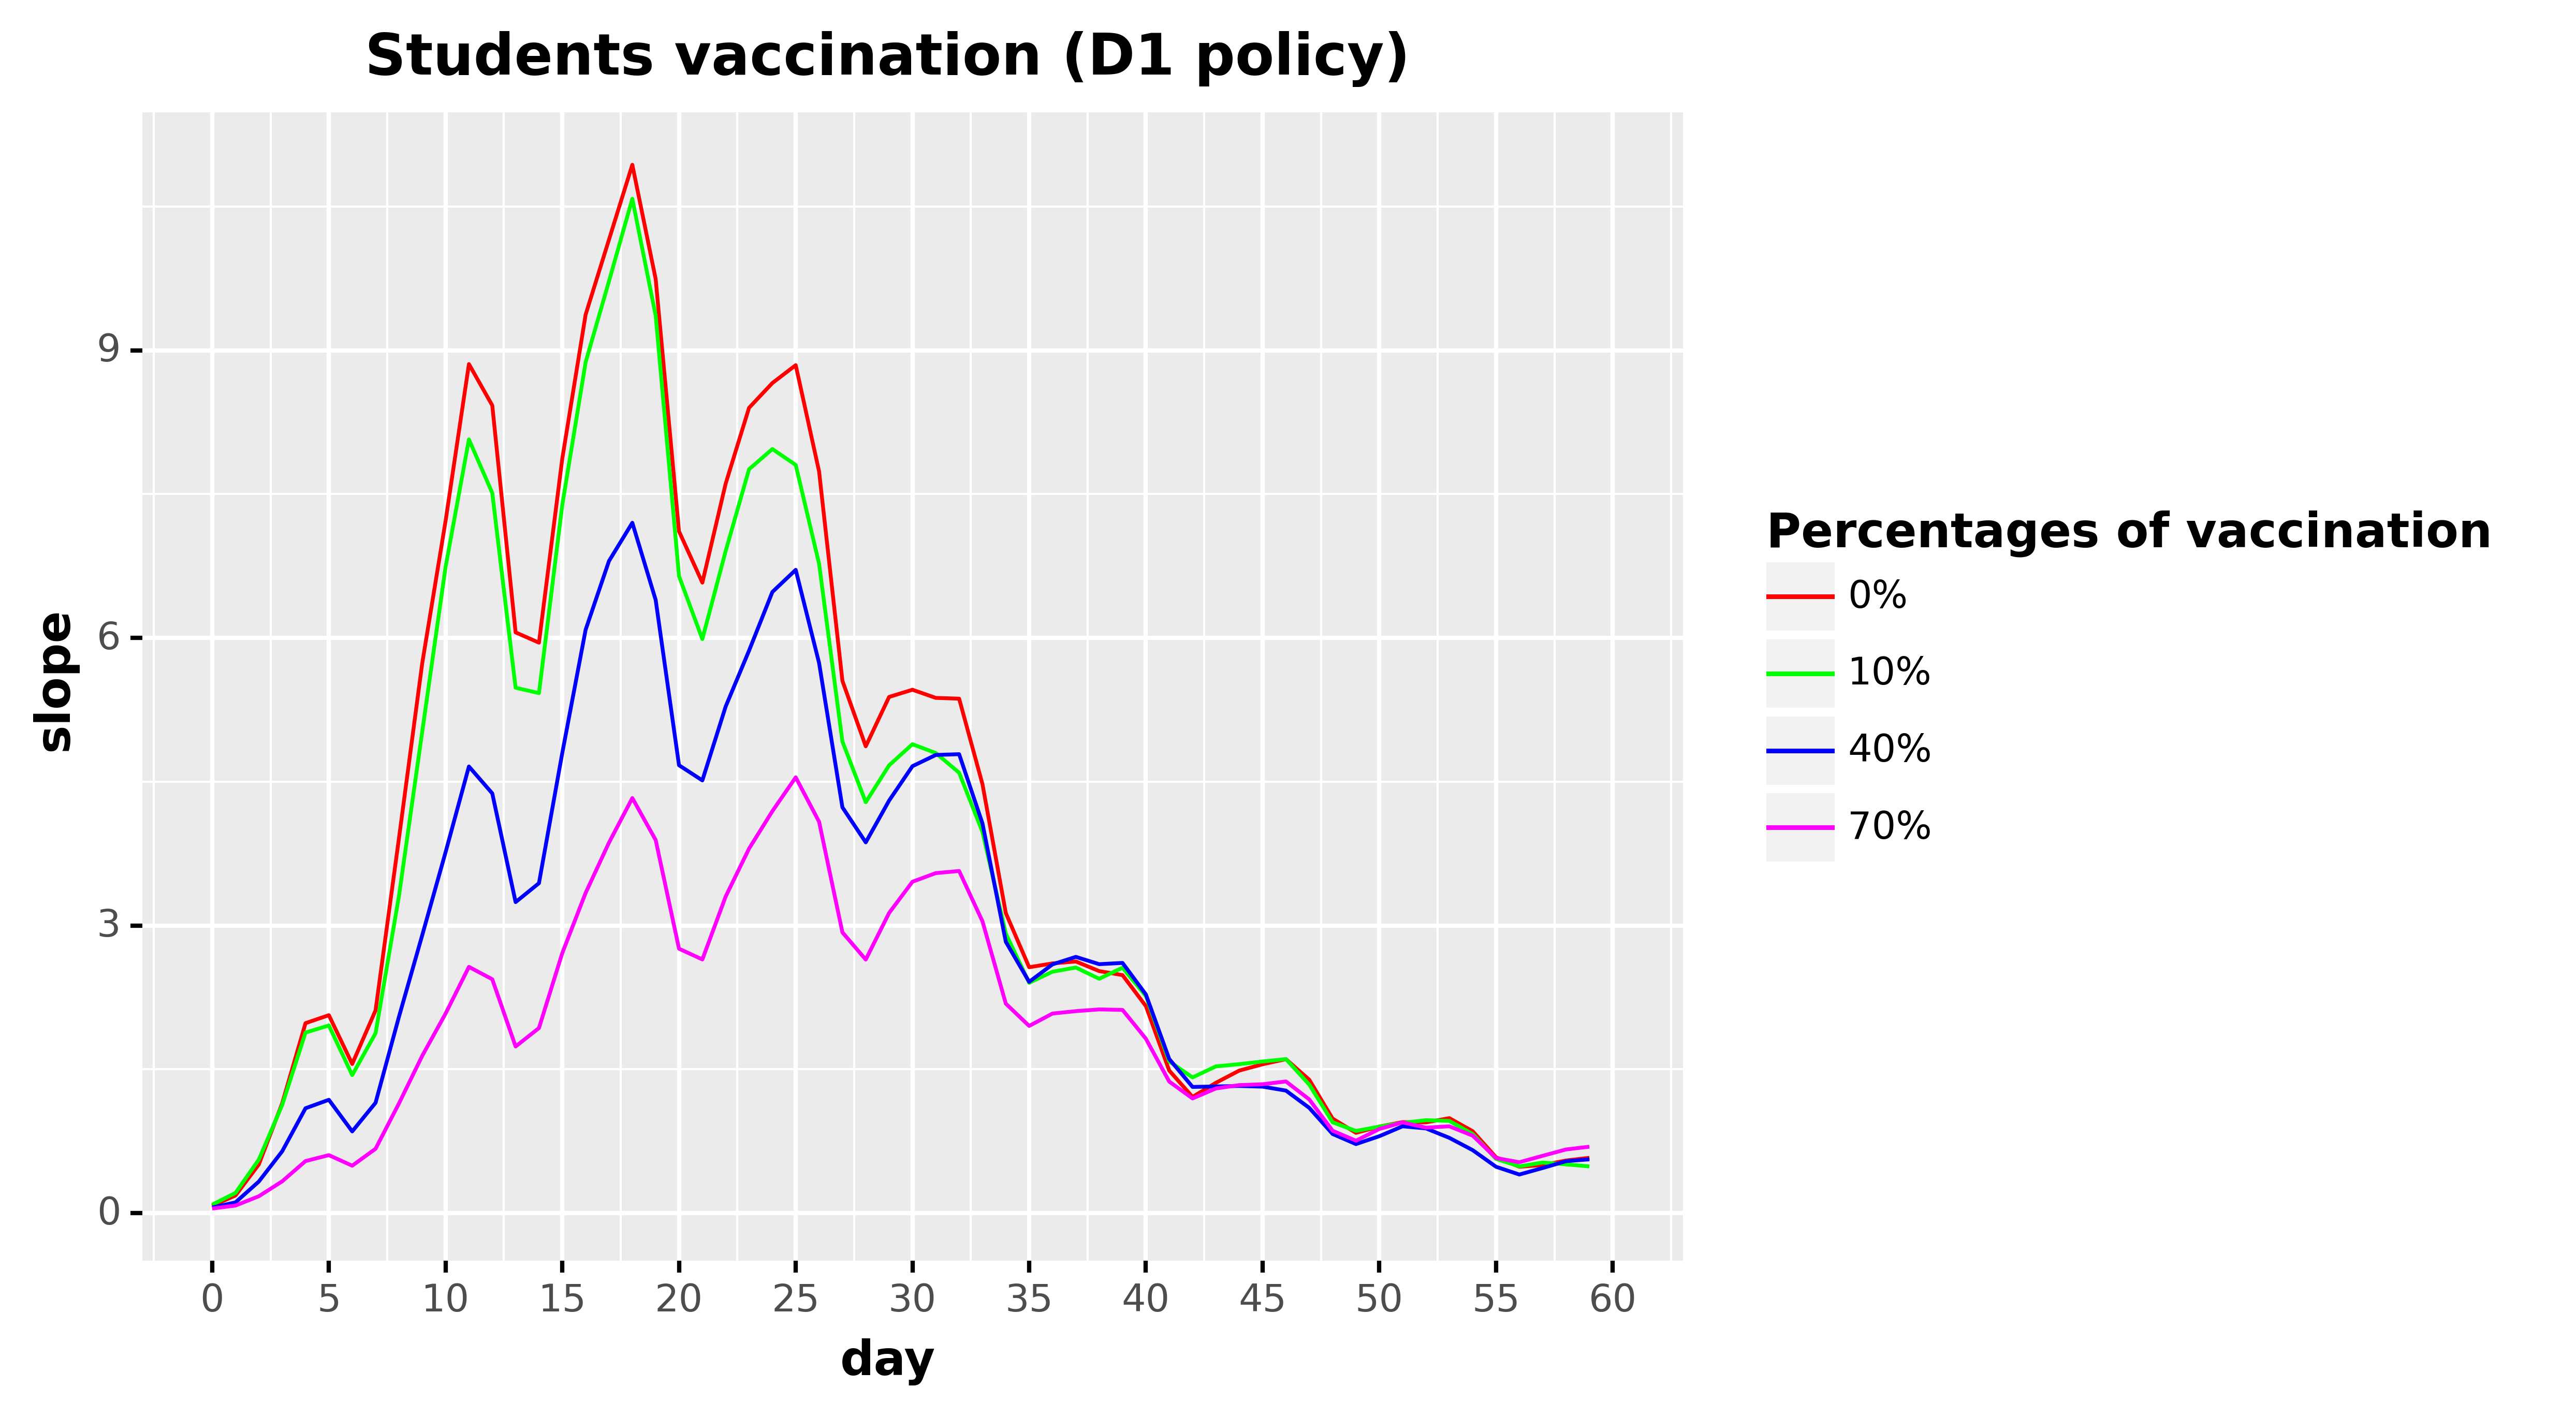 Students vaccination (D1 policy)
slope
9
6
3
0
0 5 10 15 20 25 30 35 40 45 50 55 60
day
Percentages of vaccination
0%
10%
40%
70%